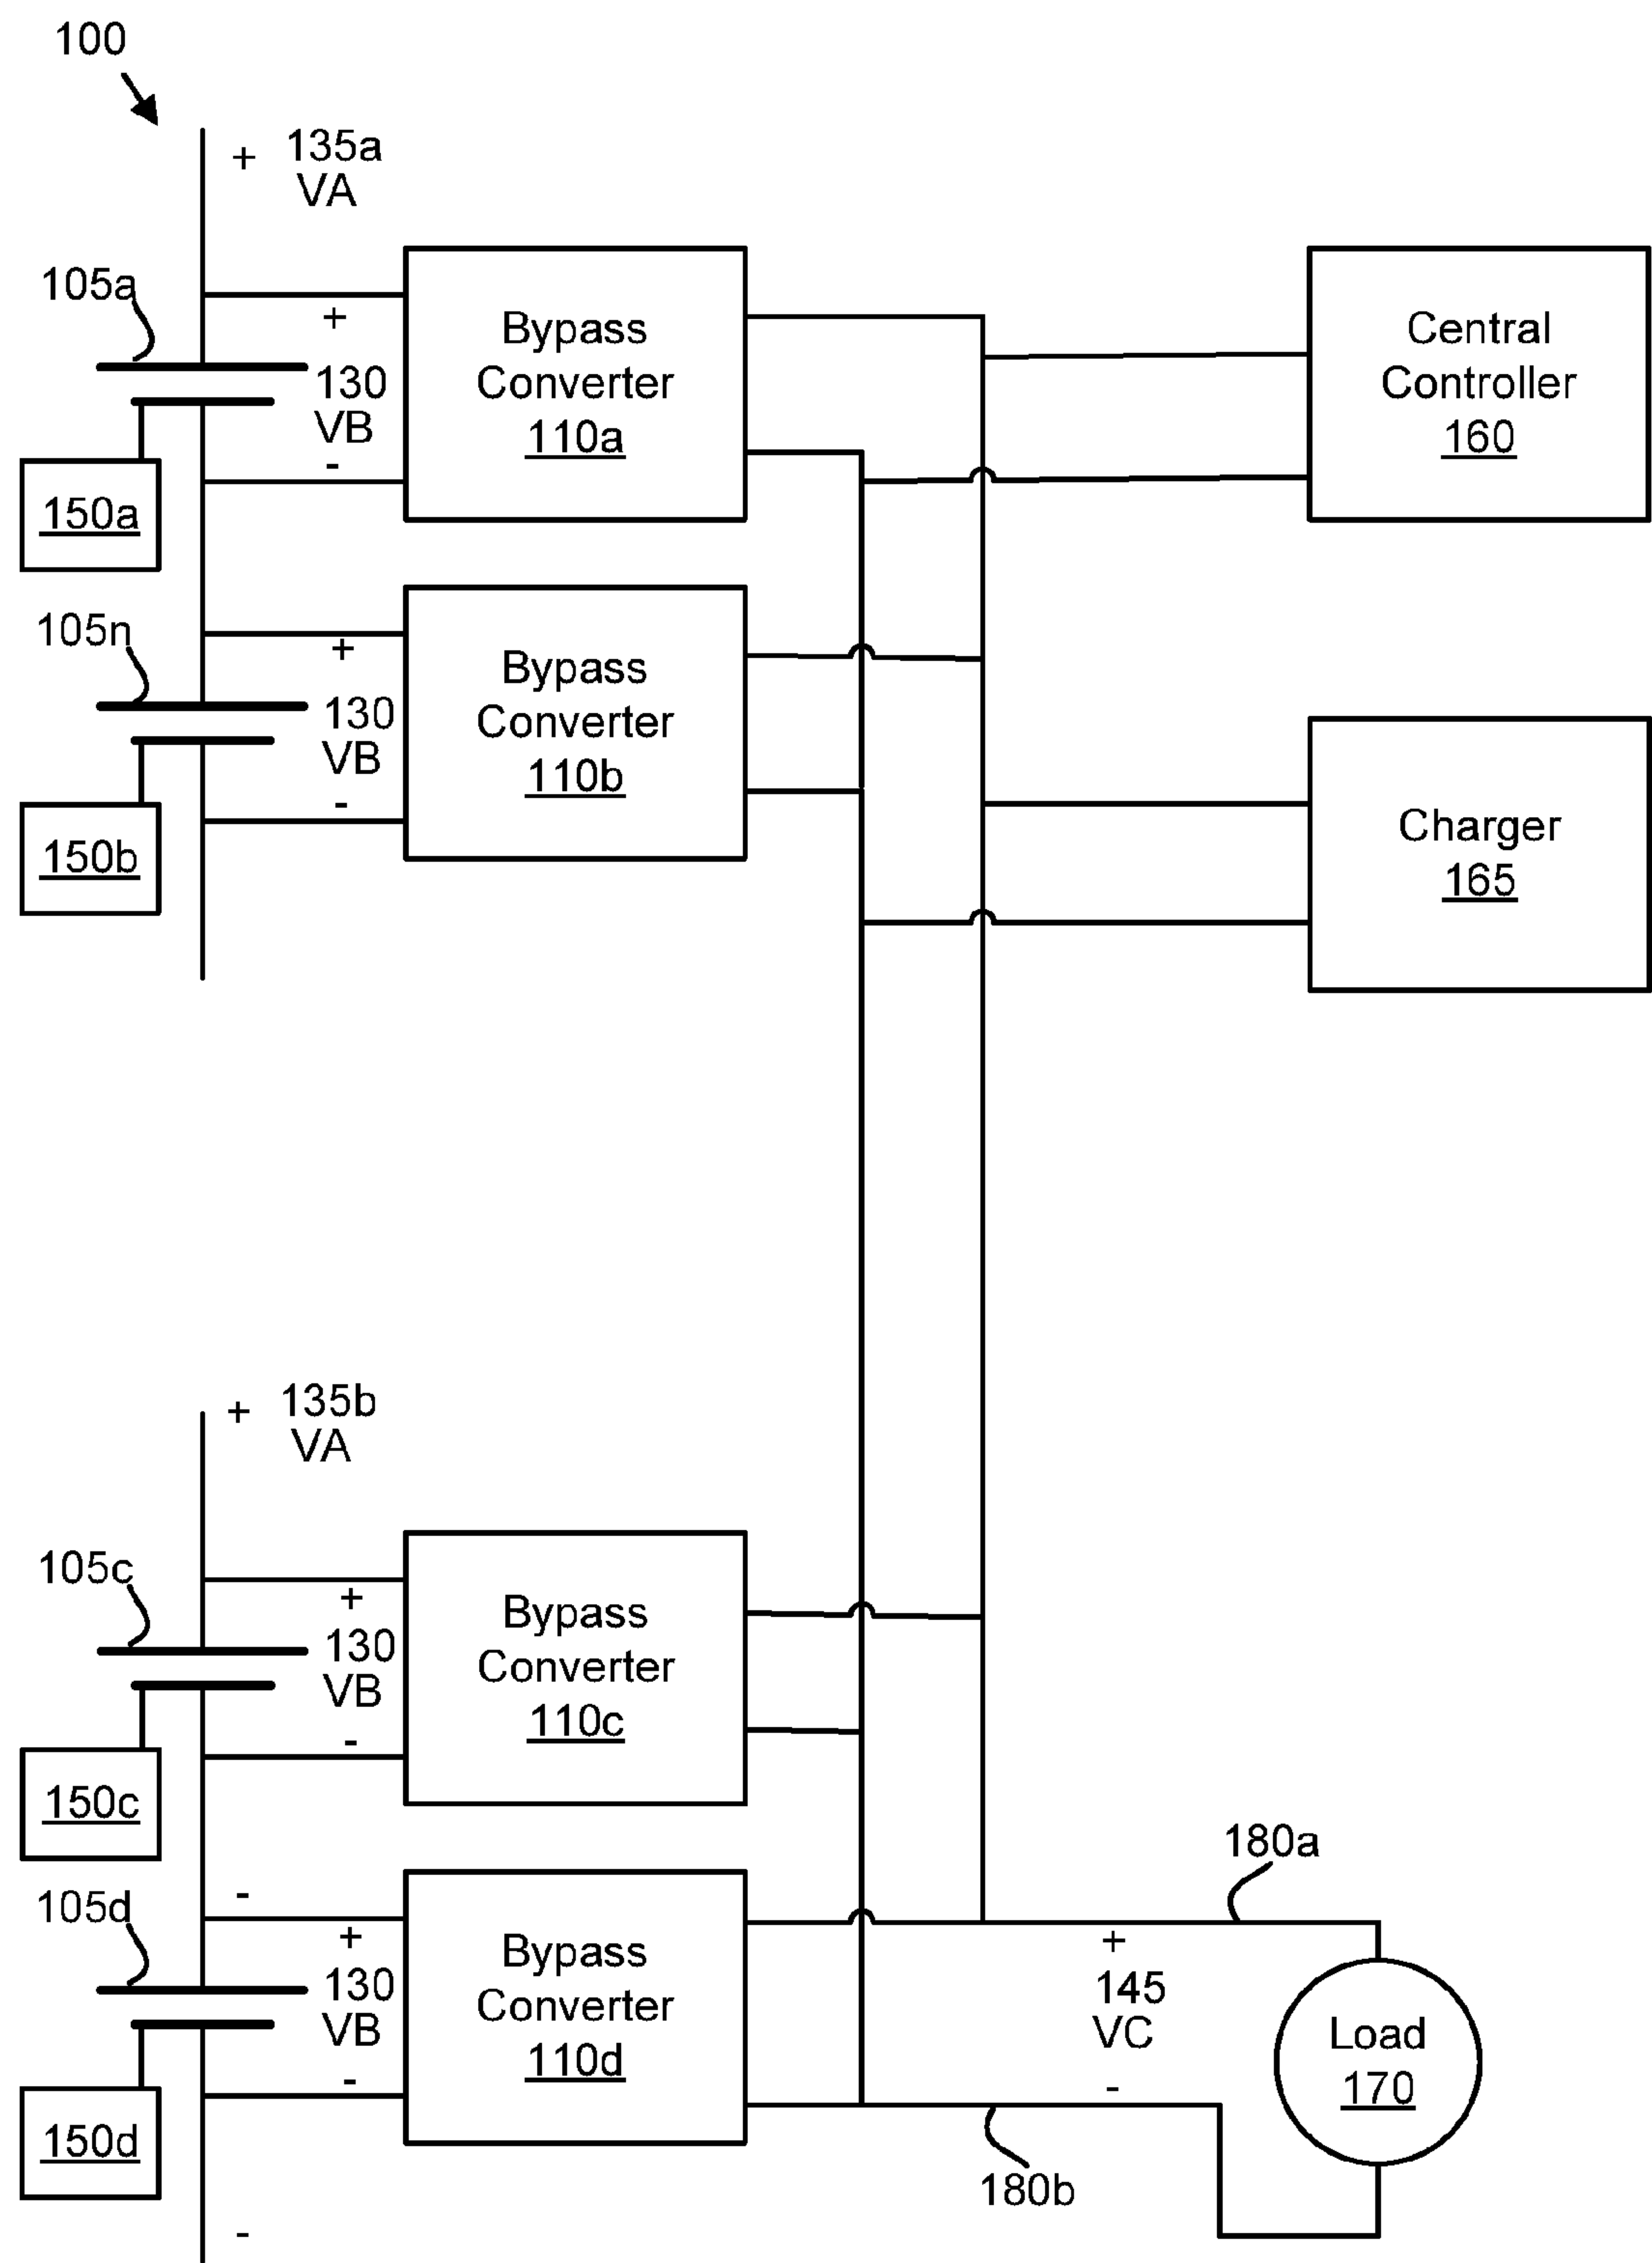 100
+ 135a
VA
105a
+
130
VB
-
150a
Bypass
Converter
110a
Central
Controller
160
105n
+
130
VB
-
150b
Bypass
Converter
110b
Charger
165
+ 135b
VA
105c
+
130
VB
-
150c
Bypass
Converter
110c
-
105d
+
130
VB
-
150d
Bypass
Converter
110d
-
180a
+
145
VC
-
180b
Load
170